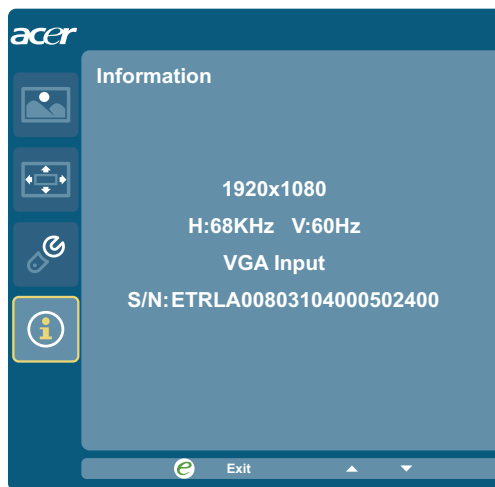 acer
Information
1920x1080
H:68KHz V:60Hz
VGA Input
S/N:ETRLA00803104000502400
e Exit